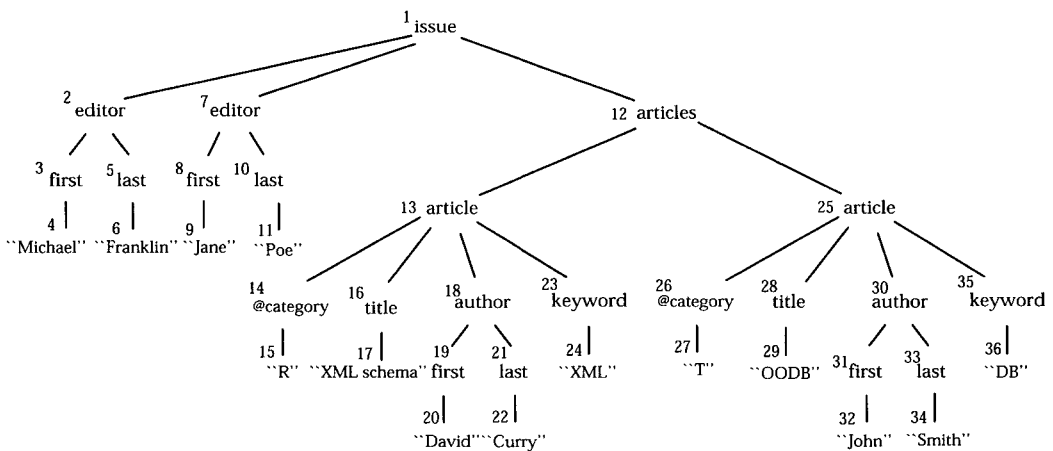 1 issue
2 editor 7 editor 12 articles
3 first 5 last 8 first 10 last
4 6 9 11
``Michael'' ``Franklin'' ``Jane'' ``Poe''
13 article 25 article
14 @category 16 title 18 author 23 keyword 26 @category 28 title 30 author 35 keyword
15 ``R'' 17 ``XML schema'' 19 first 21 last 24 ``XML'' 27 ``T'' 29 ``OODB'' 31 first 33 last 36 ``DB''
20 ``David'' 22 ``Curry'' 32 ``John'' 34 ``Smith''